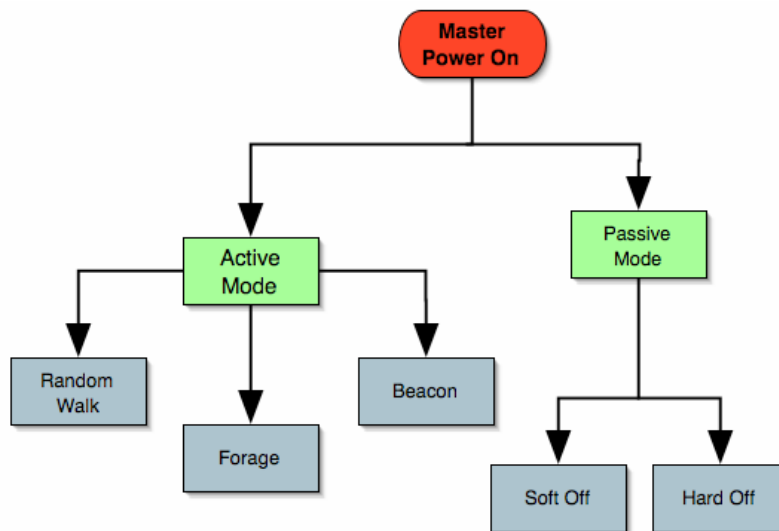 Master
Power On
Active
Mode
Passive
Mode
Random
Walk
Beacon
Forage
Soft Off
Hard Off